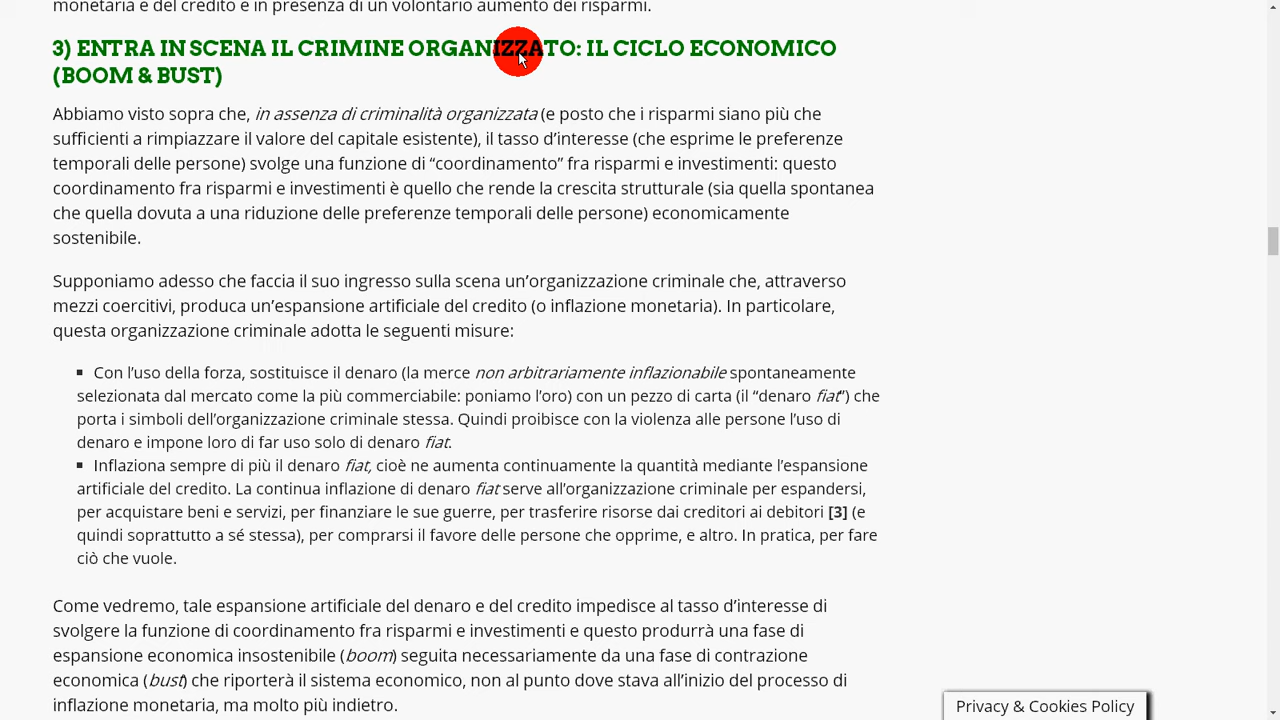 monetaria e del credito e in presenza di un volontario aumento dei risparmi.
3) ENTRA IN SCENA IL CRIMINE ORGANIZZATO: IL CICLO ECONOMICO
(BOOM & BUST)
Abbiamo visto sopra che, in assenza di criminalità organizzata (e posto che i risparmi siano più che
sufficienti a rimpiazzare il valore del capitale esistente), il tasso d’interesse (che esprime le preferenze
temporali delle persone) svolge una funzione di “coordinamento” fra risparmi e investimenti: questo
coordinamento fra risparmi e investimenti è quello che rende la crescita strutturale (sia quella spontanea
che quella dovuta a una riduzione delle preferenze temporali delle persone) economicamente
sostenibile.
Supponiamo adesso che faccia il suo ingresso sulla scena un’organizzazione criminale che, attraverso
mezzi coercitivi, produca un’espansione artificiale del credito (o inflazione monetaria). In particolare,
questa organizzazione criminale adotta le seguenti misure:
▪ Con l’uso della forza, sostituisce il denaro (la merce non arbitrariamente inflazionabile spontaneamente
selezionata dal mercato come la più commerciabile: poniamo l’oro) con un pezzo di carta (il “denaro fiat”) che
porta i simboli dell’organizzazione criminale stessa. Quindi proibisce con la violenza alle persone l’uso di
denaro e impone loro di far uso solo di denaro fiat.
▪ Inflaziona sempre di più il denaro fiat, cioè ne aumenta continuamente la quantità mediante l’espansione
artificiale del credito. La continua inflazione di denaro fiat serve all’organizzazione criminale per espandersi,
per acquistare beni e servizi, per finanziare le sue guerre, per trasferire risorse dai creditori ai debitori [3] (e
quindi soprattutto a sé stessa), per comprarsi il favore delle persone che opprime, e altro. In pratica, per fare
ciò che vuole.
Come vedremo, tale espansione artificiale del denaro e del credito impedisce al tasso d’interesse di
svolgere la funzione di coordinamento fra risparmi e investimenti e questo produrrà una fase di
espansione economica insostenibile (boom) seguita necessariamente da una fase di contrazione
economica (bust) che riporterà il sistema economico, non al punto dove stava all’inizio del processo di
inflazione monetaria, ma molto più indietro.
Privacy & Cookies Policy